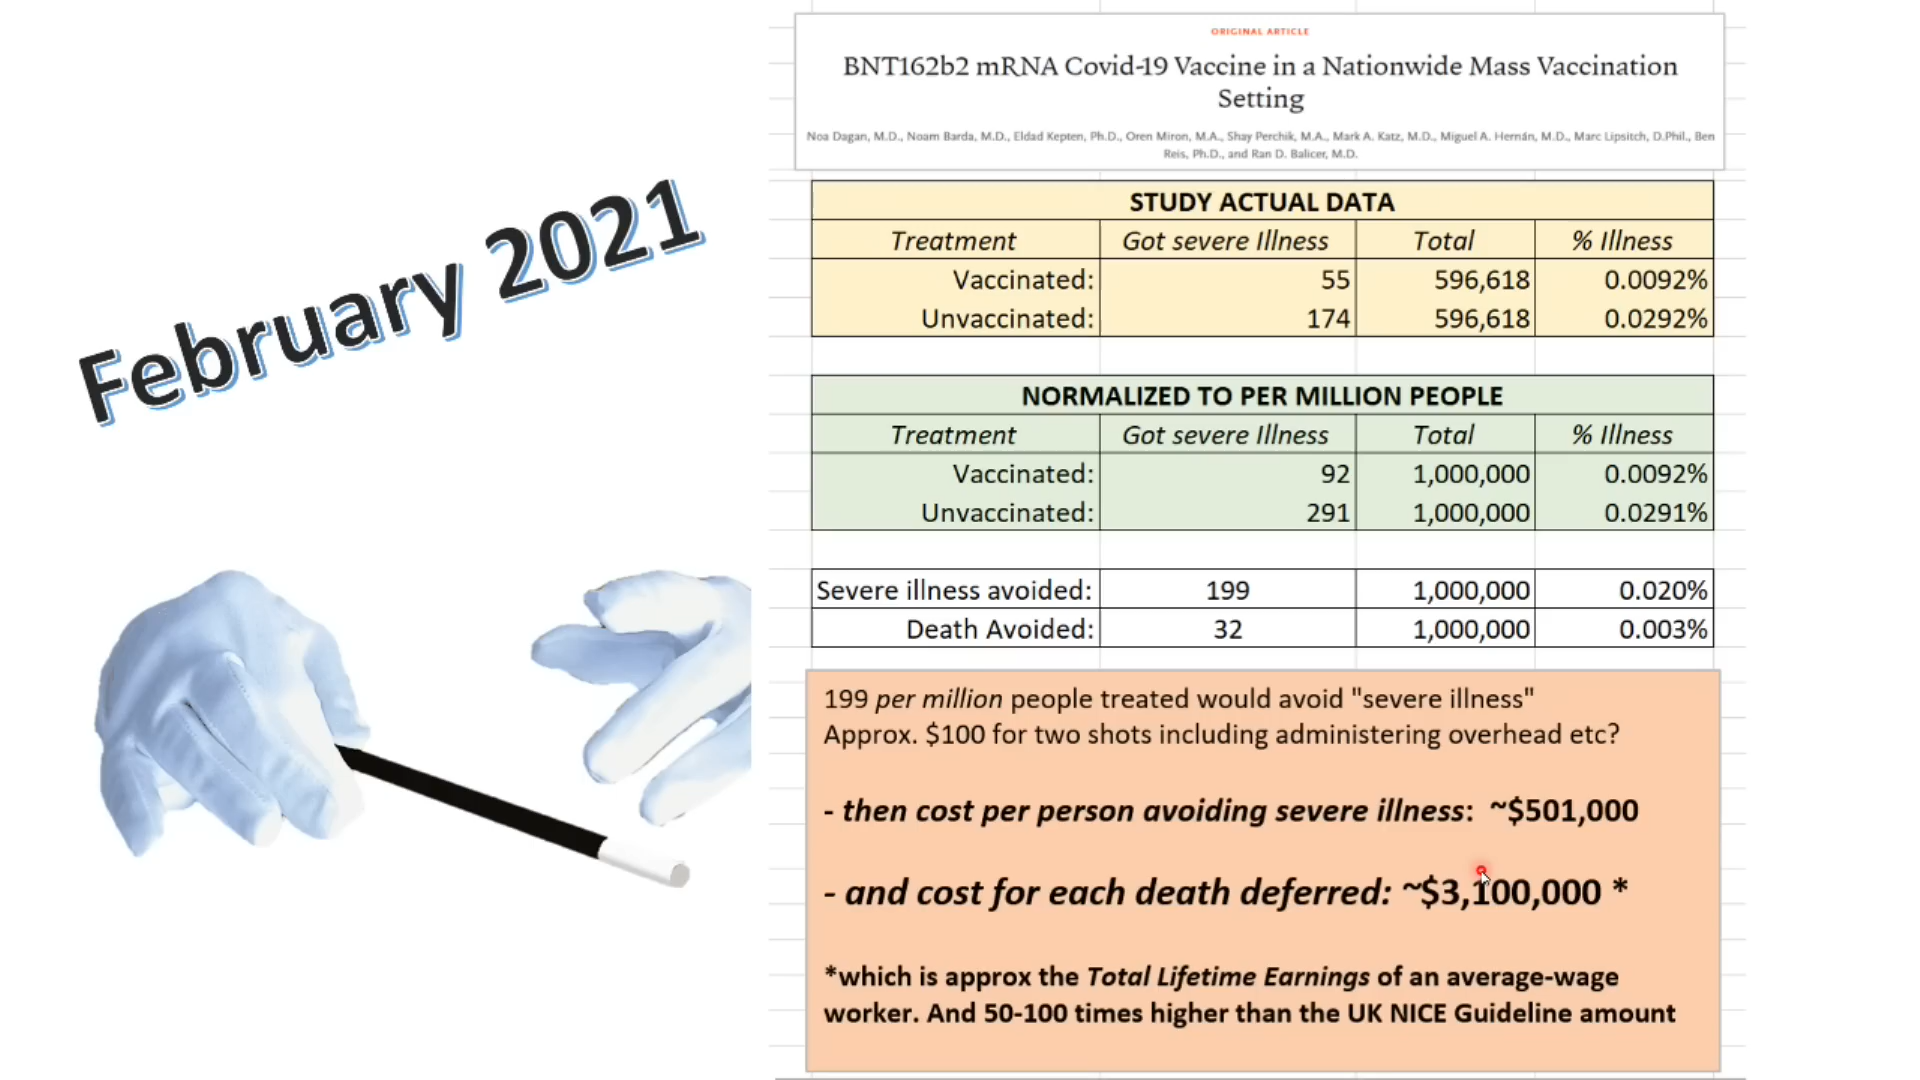 February 2021
ORIGINAL ARTICLE
BNT162b2 mRNA Covid-19 Vaccine in a Nationwide Mass Vaccination
Setting
Noa Dagan, M.D., Noam Barda, M.D., Eldad Kepten, Ph.D., Oren Miron, M.A., Shay Perchik, M.A., Mark A. Katz, M.D., Miguel A. Hernán, M.D., Marc Lipsitch, D.Phil., Ben
Reis, Ph.D., and Ran D. Balicer, M.D.
STUDY ACTUAL DATA
Treatment Got severe Illness Total % Illness
Vaccinated: 55 596,618 0.0092%
Unvaccinated: 174 596,618 0.0292%
NORMALIZED TO PER MILLION PEOPLE
Treatment Got severe Illness Total % Illness
Vaccinated: 92 1,000,000 0.0092%
Unvaccinated: 291 1,000,000 0.0291%
Severe illness avoided: 199 1,000,000 0.020%
Death Avoided: 32 1,000,000 0.003%
199 per million people treated would avoid "severe illness"
Approx. $100 for two shots including administering overhead etc?
- then cost per person avoiding severe illness: ~$501,000
- and cost for each death deferred: ~$3,100,000 *
*which is approx the Total Lifetime Earnings of an average-wage
worker. And 50-100 times higher than the UK NICE Guideline amount